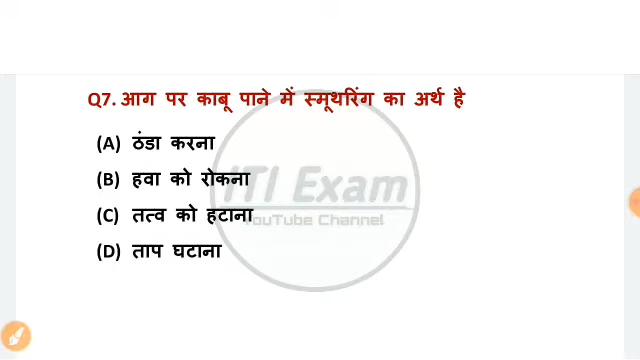 Q7. आग पर काबू पाने में स्मूथरिंग का अर्थ है
(A) ठंडा करना
(B) हवा को रोकना
(C) तत्व को हटाना
(D) ताप घटाना
ITI Exam
YouTube Channel